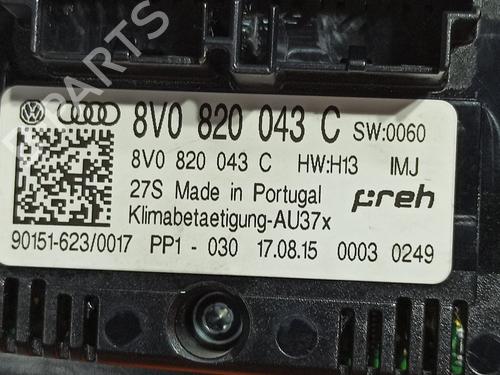 8V0 820 043 C SW:0060
8V0 820 043 C HW:H13 IMJ
27S Made in Portugal preh
Klimabetaetigung-AU37x
90151-623/0017 PP1 - 030 17.08.15 0003 0249
B PARTS